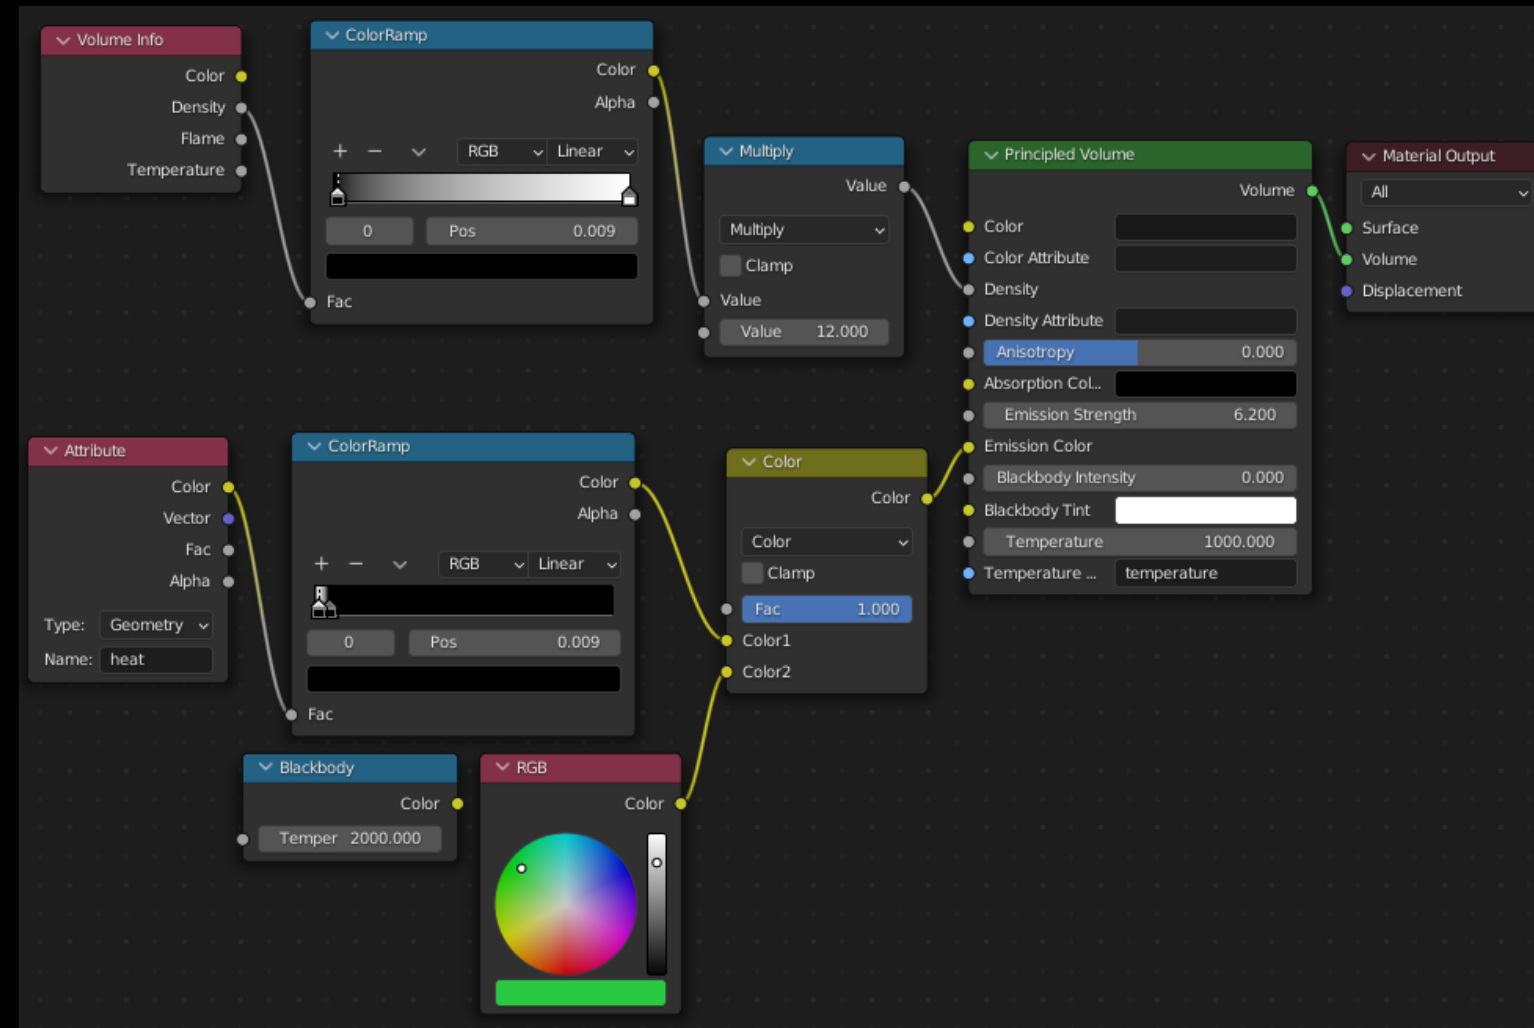 Volume Info
Color
Density
Flame
Temperature
ColorRamp
Color
Alpha
RGB Linear
0 Pos 0.009
Fac
Multiply
Value
Multiply
Clamp
Value
Value 12.000
Principled Volume
Volume
Color
Color Attribute
Density
Density Attribute
Anisotropy 0.000
Absorption Col...
Emission Strength 6.200
Emission Color
Blackbody Intensity 0.000
Blackbody Tint
Temperature 1000.000
Temperature ... temperature
Material Output
All
Surface
Volume
Displacement
Attribute
Color
Vector
Fac
Alpha
Type: Geometry
Name: heat
ColorRamp
Color
Alpha
RGB Linear
0 Pos 0.009
Fac
Color
Color
Color
Clamp
Fac 1.000
Color1
Color2
Blackbody
Color
Temper 2000.000
RGB
Color